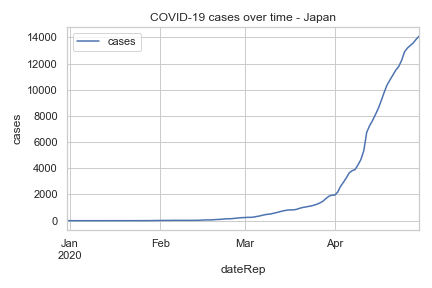 COVID-19 cases over time - Japan
cases
14000
12000
10000
8000
6000
4000
2000
0
cases
Jan
2020
Feb
Mar
Apr
dateRep